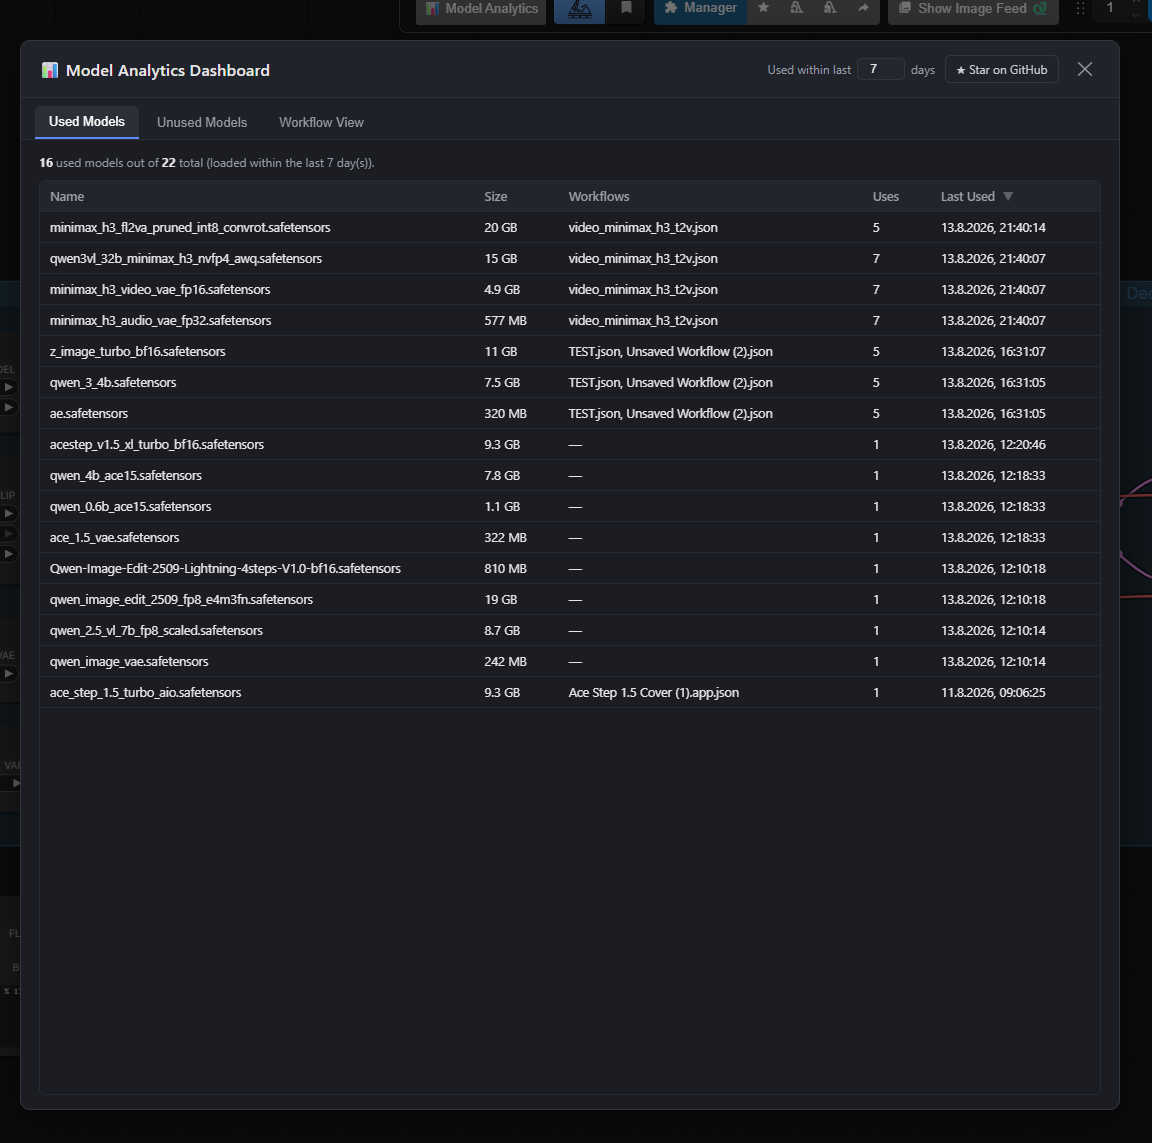 Model Analytics Manager Show Image Feed 1
Model Analytics Dashboard Used within last 7 days ★ Star on GitHub
Used Models Unused Models Workflow View
16 used models out of 22 total (loaded within the last 7 day(s)).
Name Size Workflows Uses Last Used ▼
minimax_h3_fl2va_pruned_int8_convrot.safetensors 20 GB video_minimax_h3_t2v.json 5 13.8.2026, 21:40:14
qwen3vl_32b_minimax_h3_nvfp4_awq.safetensors 15 GB video_minimax_h3_t2v.json 7 13.8.2026, 21:40:07
minimax_h3_video_vae_fp16.safetensors 4.9 GB video_minimax_h3_t2v.json 7 13.8.2026, 21:40:07
minimax_h3_audio_vae_fp32.safetensors 577 MB video_minimax_h3_t2v.json 7 13.8.2026, 21:40:07
z_image_turbo_bf16.safetensors 11 GB TEST.json, Unsaved Workflow (2).json 5 13.8.2026, 16:31:07
qwen_3_4b.safetensors 7.5 GB TEST.json, Unsaved Workflow (2).json 5 13.8.2026, 16:31:05
ae.safetensors 320 MB TEST.json, Unsaved Workflow (2).json 5 13.8.2026, 16:31:05
acestep_v1.5_xl_turbo_bf16.safetensors 9.3 GB — 1 13.8.2026, 12:20:46
qwen_4b_ace15.safetensors 7.8 GB — 1 13.8.2026, 12:18:33
qwen_0.6b_ace15.safetensors 1.1 GB — 1 13.8.2026, 12:18:33
ace_1.5_vae.safetensors 322 MB — 1 13.8.2026, 12:18:33
Qwen-Image-Edit-2509-Lightning-4steps-V1.0-bf16.safetensors 810 MB — 1 13.8.2026, 12:10:18
qwen_image_edit_2509_fp8_e4m3fn.safetensors 19 GB — 1 13.8.2026, 12:10:18
qwen_2.5_vl_7b_fp8_scaled.safetensors 8.7 GB — 1 13.8.2026, 12:10:14
qwen_image_vae.safetensors 242 MB — 1 13.8.2026, 12:10:14
ace_step_1.5_turbo_aio.safetensors 9.3 GB Ace Step 1.5 Cover (1).app.json 1 11.8.2026, 09:06:25